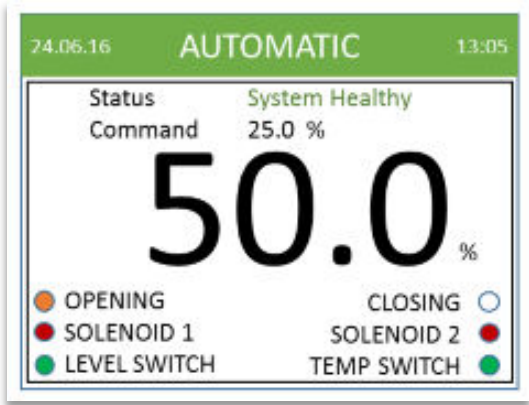 24.06.16 AUTOMATIC 13:05
Status System Healthy
Command 25.0 %
50.0 %
OPENING CLOSING
SOLENOID 1 SOLENOID 2
LEVEL SWITCH TEMP SWITCH